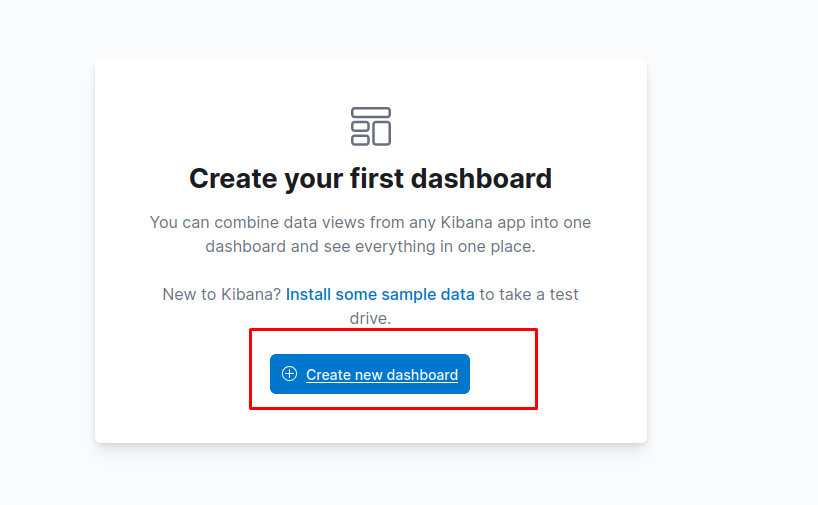 Create your first dashboard
You can combine data views from any Kibana app into one
dashboard and see everything in one place.
New to Kibana? Install some sample data to take a test
drive.
Create new dashboard